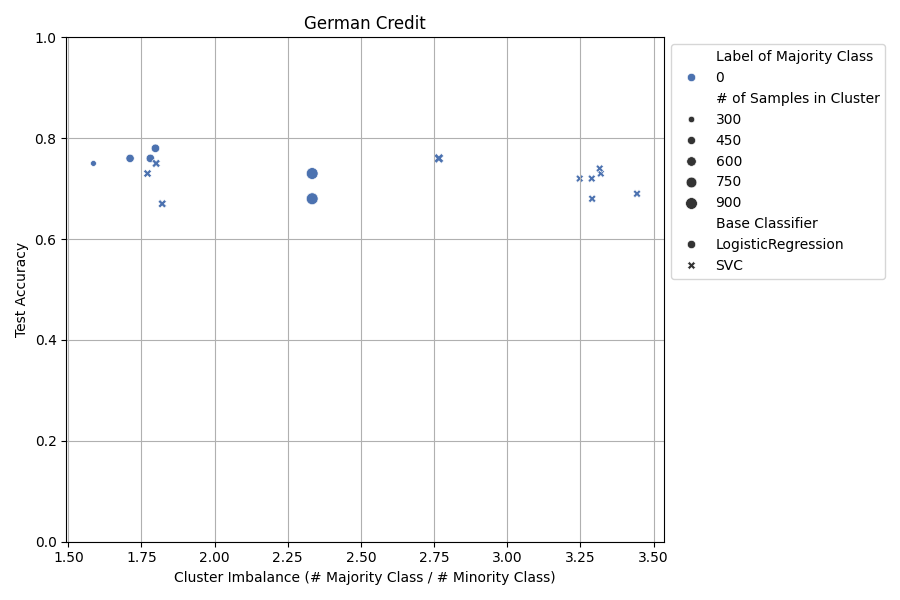 German Credit
1.0
0.8
0.6
0.4
0.2
0.0
Test Accuracy
1.50 1.75 2.00 2.25 2.50 2.75 3.00 3.25 3.50
Cluster Imbalance (# Majority Class / # Minority Class)
Label of Majority Class
0
# of Samples in Cluster
300
450
600
750
900
Base Classifier
LogisticRegression
SVC